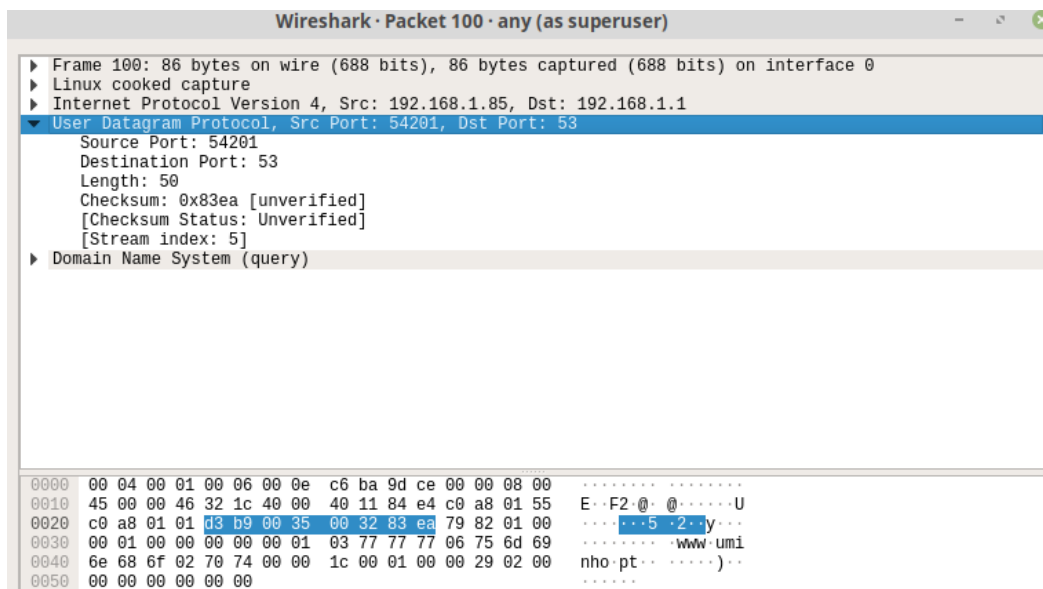 Wireshark · Packet 100 · any (as superuser)
Frame 100: 86 bytes on wire (688 bits), 86 bytes captured (688 bits) on interface 0
Linux cooked capture
Internet Protocol Version 4, Src: 192.168.1.85, Dst: 192.168.1.1
User Datagram Protocol, Src Port: 54201, Dst Port: 53
Source Port: 54201
Destination Port: 53
Length: 50
Checksum: 0x83ea [unverified]
[Checksum Status: Unverified]
[Stream index: 5]
Domain Name System (query)
0000 00 04 00 01 00 06 00 0e c6 ba 9d ce 00 00 08 00 ········ ········
0010 45 00 00 46 32 1c 40 00 40 11 84 e4 c0 a8 01 55 E··F2·@· @······U
0020 c0 a8 01 01 d3 b9 00 35 00 32 83 ea 79 82 01 00 ·······5 ·2··y···
0030 00 01 00 00 00 00 00 01 03 77 77 77 06 75 6d 69 ········ ·www·umi
0040 6e 68 6f 02 70 74 00 00 1c 00 01 00 00 29 02 00 nho·pt·· ·····)··
0050 00 00 00 00 00 00 ······